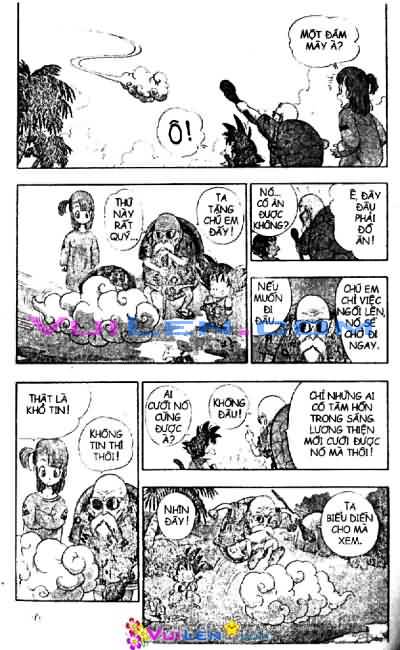 MỘT ĐÁM
MÂY À?
Ồ!
TA
TẶNG
CHÚ EM
ĐẤY!
THỨ
NÀY
RẤT
QUÝ...
Ê, ĐÂY
ĐÂU
PHẢI
ĐỒ
ĂN!
NÓ...
CÓ ĂN
ĐƯỢC
KHÔNG?
CHÚ EM
CHỈ VIỆC
NGỒI LÊN,
NÓ SẼ
CHỞ ĐI
NGAY.
NẾU
MUỐN ĐI
ĐÂU...
VUILEN.COM
CHỈ NHỮNG AI
CÓ TÂM HỒN
TRONG SÁNG
LƯƠNG THIỆN
MỚI CƯỠI ĐƯỢC
NÓ MÀ THÔI!
KHÔNG
ĐÂU!
AI
CƯỠI NÓ
CŨNG
ĐƯỢC
À?
THẬT LÀ
KHÓ TIN!
KHÔNG
TIN THÌ
THÔI!
TA
BIỂU DIỄN
CHO MÀ
XEM.
NHÌN
ĐÂY!
VUILEN